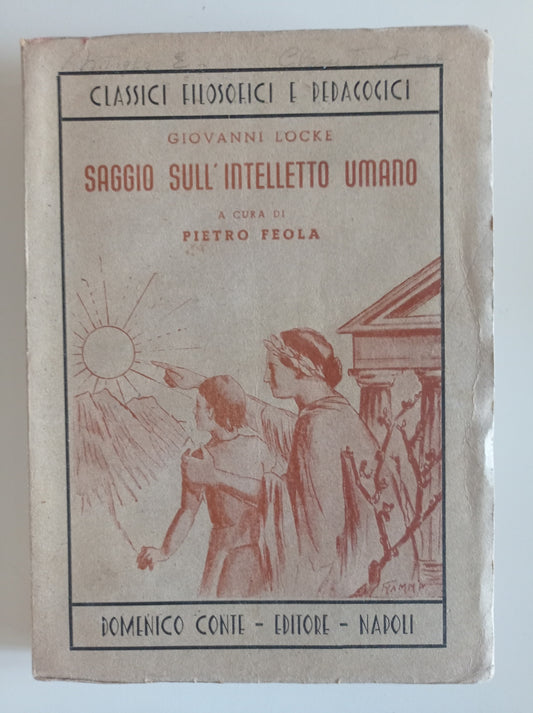 CLASSICI FILOSOFICI E PEDAGOGICI
GIOVANNI LOCKE
SAGGIO SULL'INTELLETTO UMANO
A CURA DI
PIETRO FEOLA
DOMENICO CONTE - EDITORE - NAPOLI